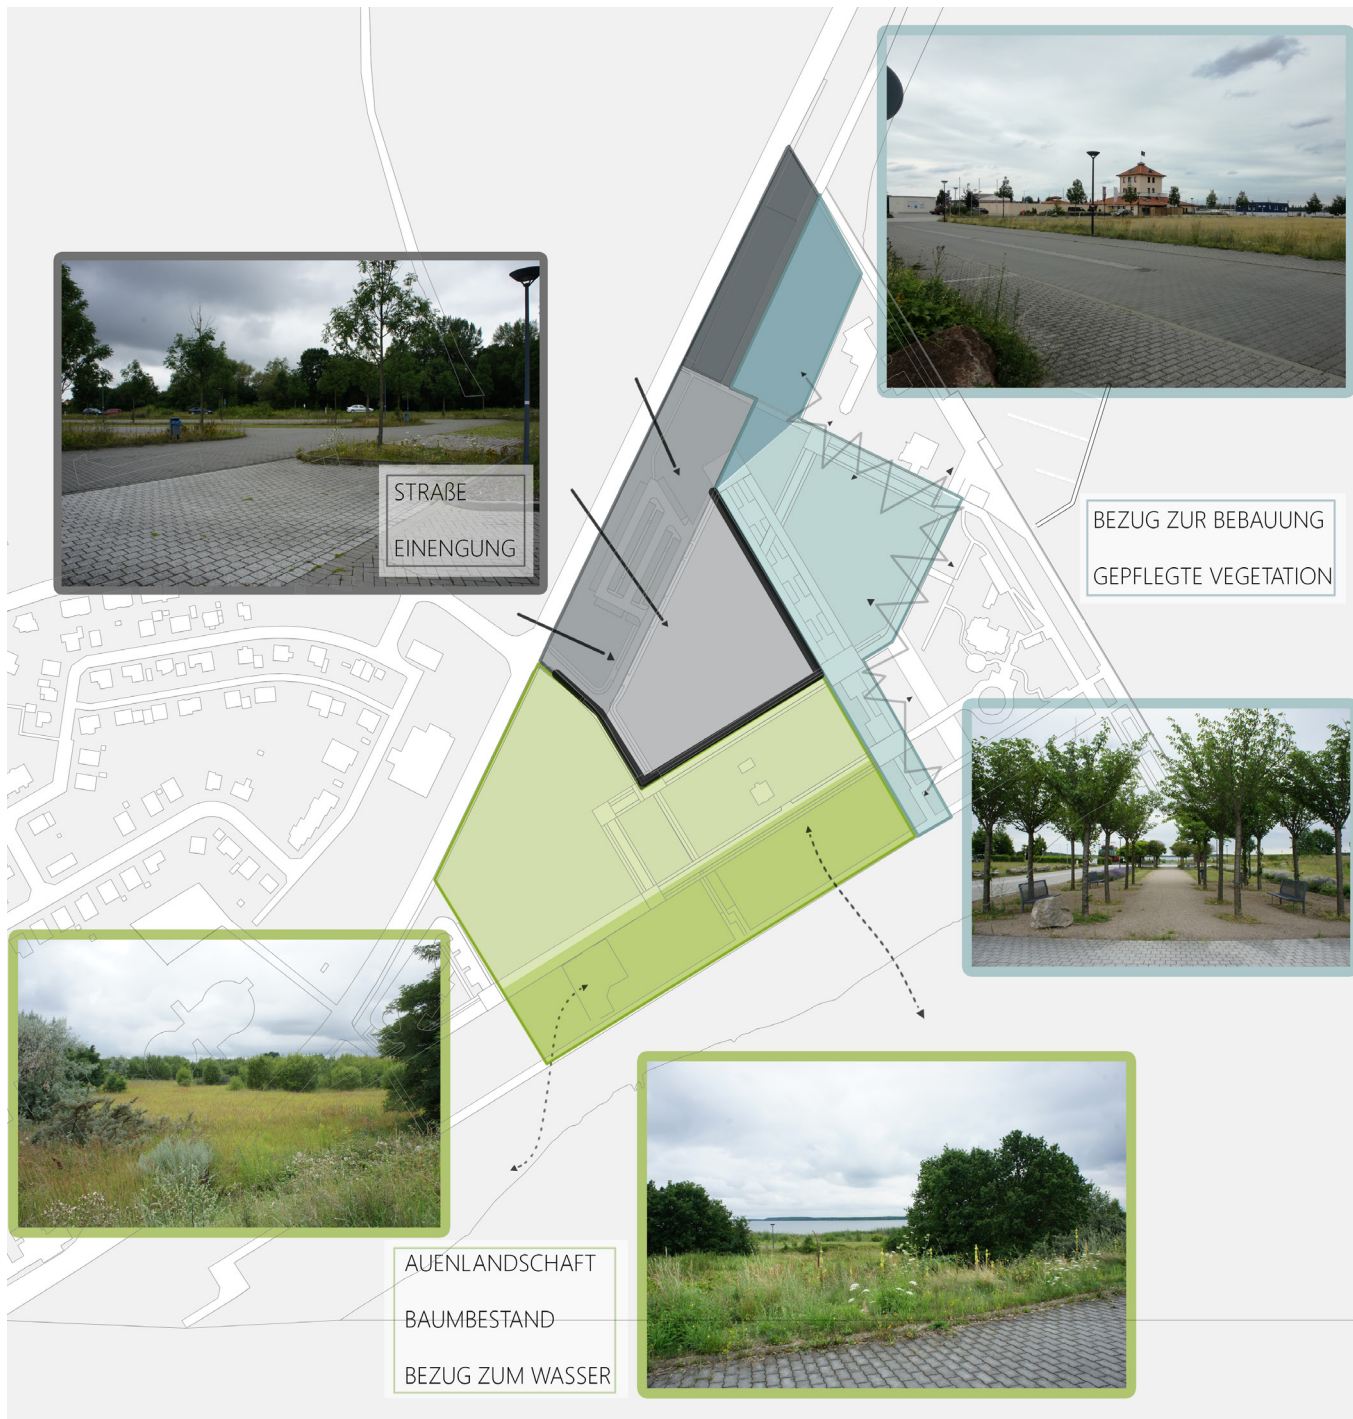 STRAßE
EINENGUNG
BEZUG ZUR BEBAUUNG
GEPFLEGTE VEGETATION
AUENLANDSCHAFT
BAUMBESTAND
BEZUG ZUM WASSER